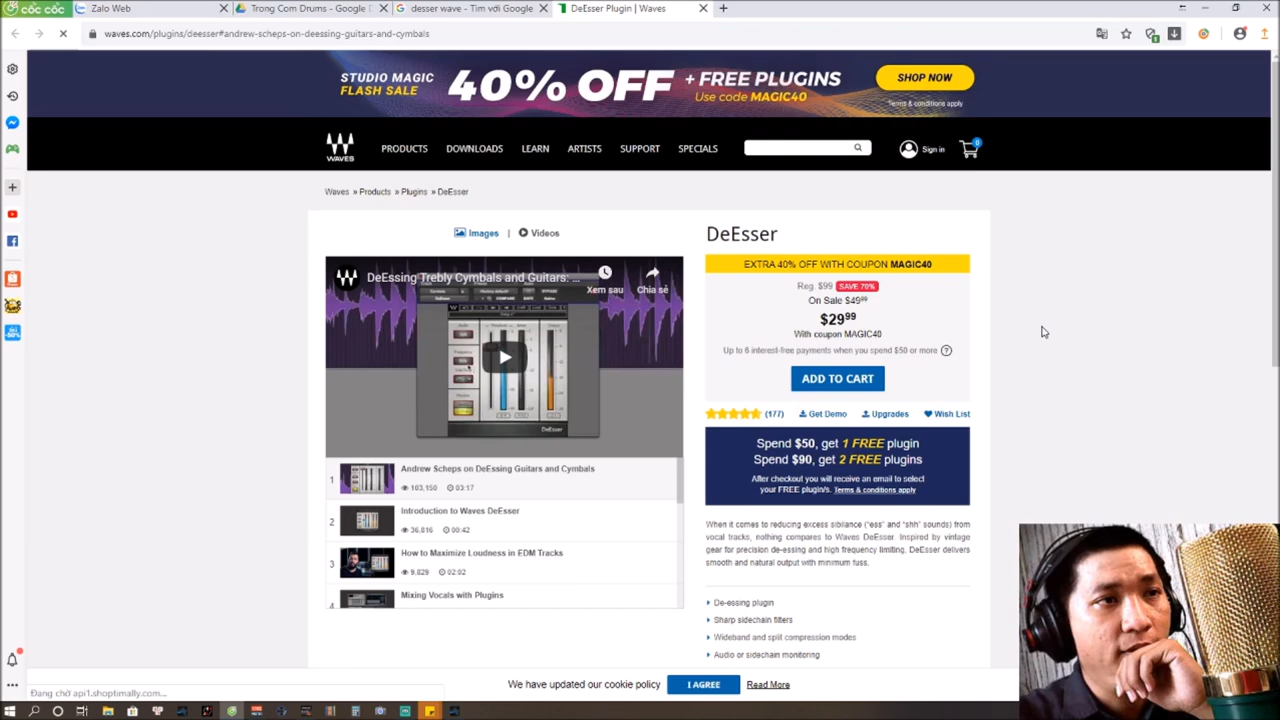 cốc cốc
Zalo Web
Trong Com Drums - Google D
desser wave - Tìm với Google
DeEsser Plugin | Waves
waves.com/plugins/deesser#andrew-scheps-on-deessing-guitars-and-cymbals
STUDIO MAGIC
FLASH SALE
40% OFF
+ FREE PLUGINS
Use code MAGIC40
SHOP NOW
Terms & conditions apply
WAVES
PRODUCTS
DOWNLOADS
LEARN
ARTISTS
SUPPORT
SPECIALS
Sign in
0
Waves » Products » Plugins » DeEsser
Images | Videos
DeEssing Trebly Cymbals and Guitars: ...
Xem sau
Chia sẻ
DeEsser
1 Andrew Scheps on DeEssing Guitars and Cymbals
103,150 03:17
2 Introduction to Waves DeEsser
36,816 00:42
3 How to Maximize Loudness in EDM Tracks
9,829 02:02
4 Mixing Vocals with Plugins
DeEsser
EXTRA 40% OFF WITH COUPON MAGIC40
Reg. $99 SAVE 70%
On Sale $49.99
$29.99
With coupon MAGIC40
Up to 6 interest-free payments when you spend $50 or more ?
ADD TO CART
(177) Get Demo Upgrades Wish List
Spend $50, get 1 FREE plugin
Spend $90, get 2 FREE plugins
After checkout you will receive an email to select
your FREE plugin/s. Terms & conditions apply
When it comes to reducing excess sibilance ("ess" and "shh" sounds) from
vocal tracks, nothing compares to Waves DeEsser. Inspired by vintage
gear for precision de-essing and high frequency limiting, DeEsser delivers
smooth and natural output with minimum fuss.
De-essing plugin
Sharp sidechain filters
Wideband and split compression modes
Audio or sidechain monitoring
We have updated our cookie policy
I AGREE
Read More
Đang chờ api1.shoptimally.com...